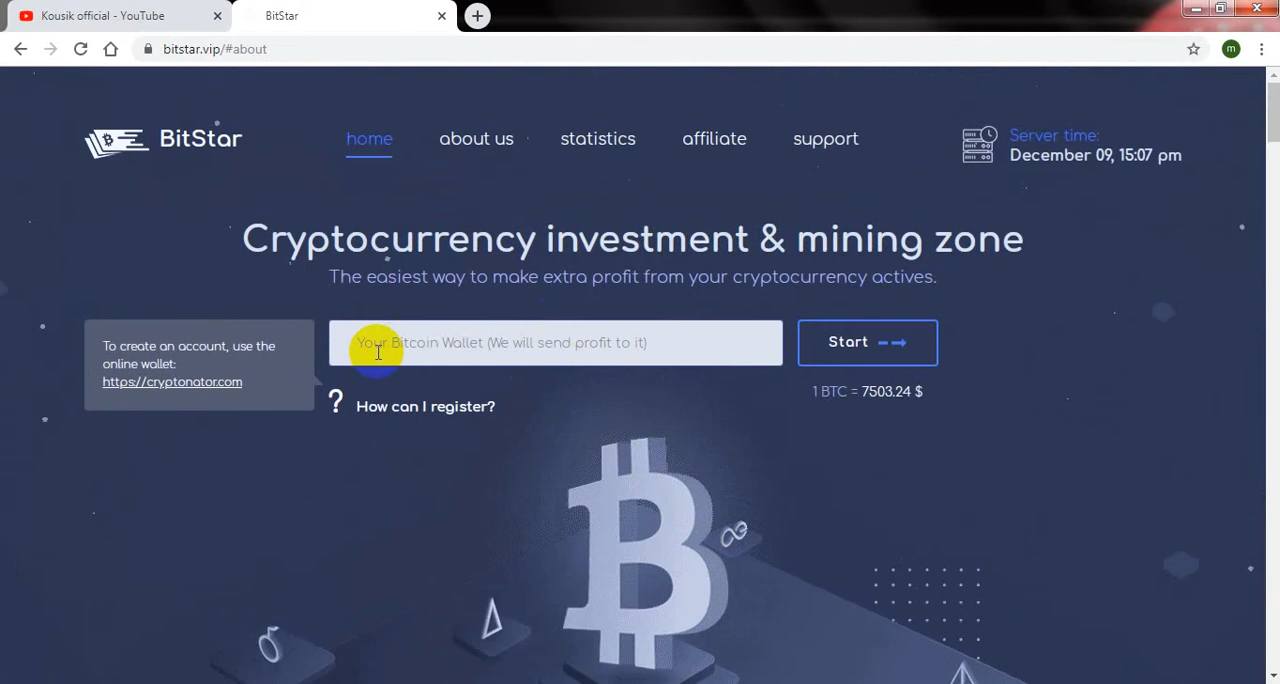 Kousik official - YouTube
BitStar
bitstar.vip/#about
m
BitStar
home
about us
statistics
affiliate
support
Server time:
December 09, 15:07 pm
Cryptocurrency investment & mining zone
The easiest way to make extra profit from your cryptocurrency actives.
To create an account, use the
online wallet:
https://cryptonator.com
Your Bitcoin Wallet (We will send profit to it)
Start
? How can I register?
1 BTC = 7503.24 $